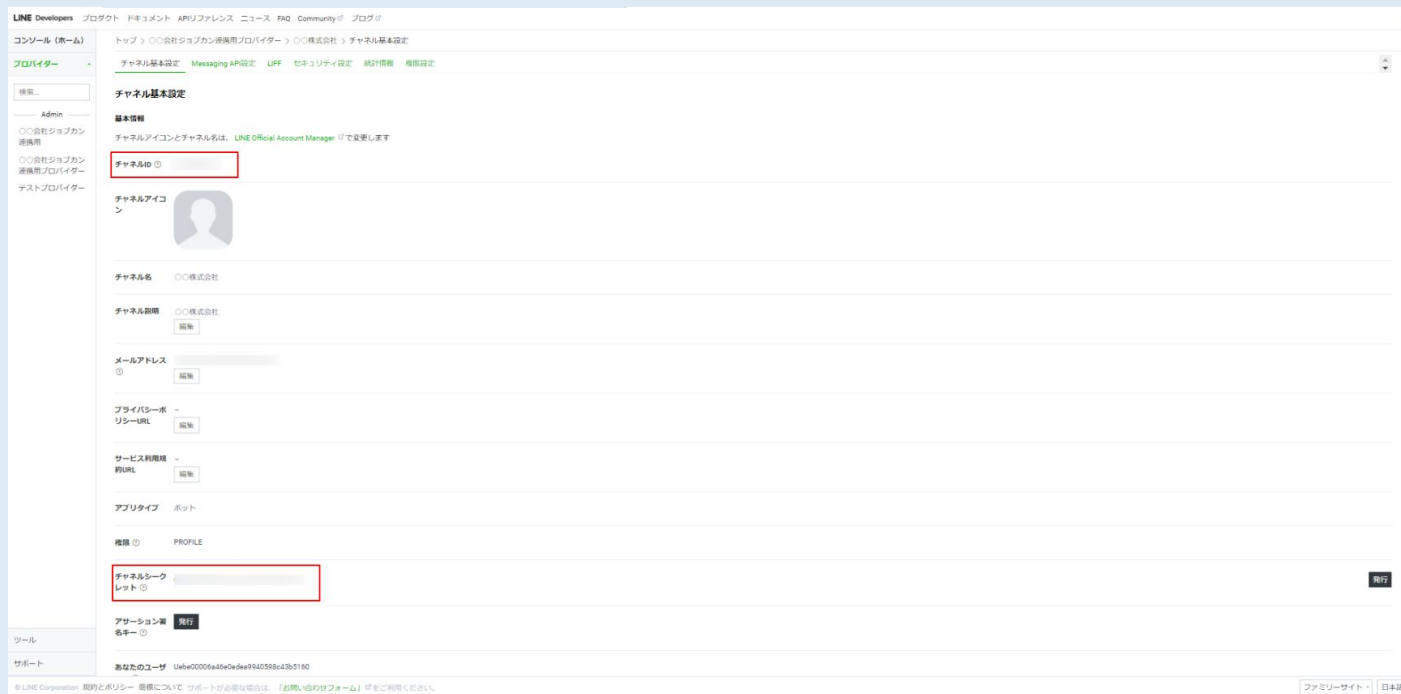 LINE Developers プロダクト ドキュメント APIリファレンス ニュース FAQ Community ブログ
コンソール（ホーム）
プロバイダー
検索...
Admin
○○会社ジョブカン
連携用
○○会社ジョブカン
連携用プロバイダー
テストプロバイダー
ツール
サポート
トップ > ○○会社ジョブカン連携用プロバイダー > ○○株式会社 > チャネル基本設定
チャネル基本設定 Messaging API設定 LIFF セキュリティ設定 統計情報 権限設定
チャネル基本設定
基本情報
チャネルアイコンとチャネル名は、 LINE Official Account Manager で変更します
チャネルID
チャネルアイコ
ン
チャネル名 ○○株式会社
チャネル説明 ○○株式会社
編集
メールアドレス
編集
プライバシーポ –
リシーURL
編集
サービス利用規 –
約URL
編集
アプリタイプ ボット
権限 PROFILE
チャネルシーク
レット
発行
アサーション署 発行
名キー
あなたのユーザ Uebe00006a46e0edea9940598c43b5160
© LINE Corporation 規約とポリシー 商標について サポートが必要な場合は、「お問い合わせフォーム」をご利用ください。
ファミリーサイト 日本語